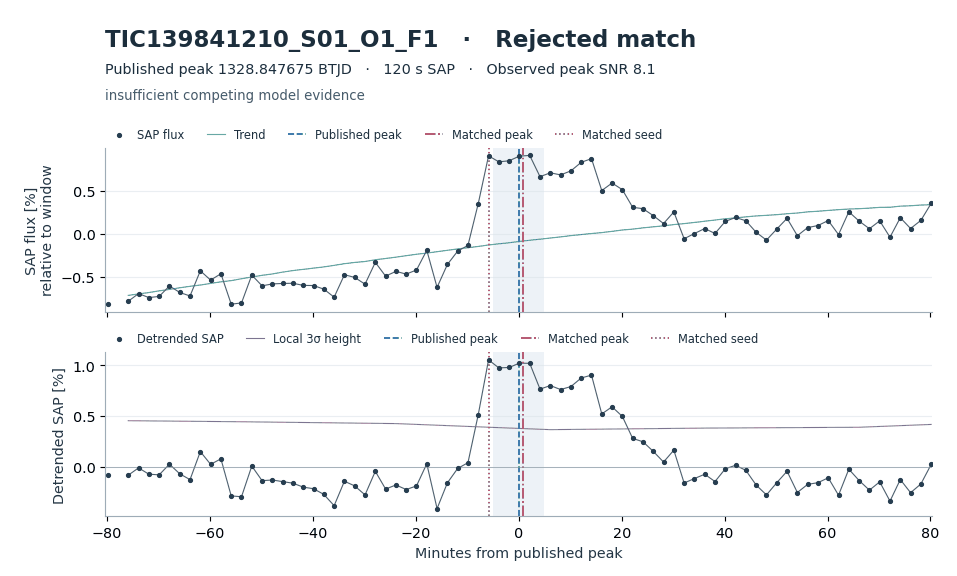 TIC139841210_S01_O1_F1 · Rejected match
Published peak 1328.847675 BTJD · 120 s SAP · Observed peak SNR 8.1
insufficient competing model evidence
SAP flux Trend Published peak Matched peak Matched seed
SAP flux [%]
relative to window
0.5
0.0
−0.5
Detrended SAP Local 3σ height Published peak Matched peak Matched seed
Detrended SAP [%]
1.0
0.5
0.0
−80 −60 −40 −20 0 20 40 60 80
Minutes from published peak